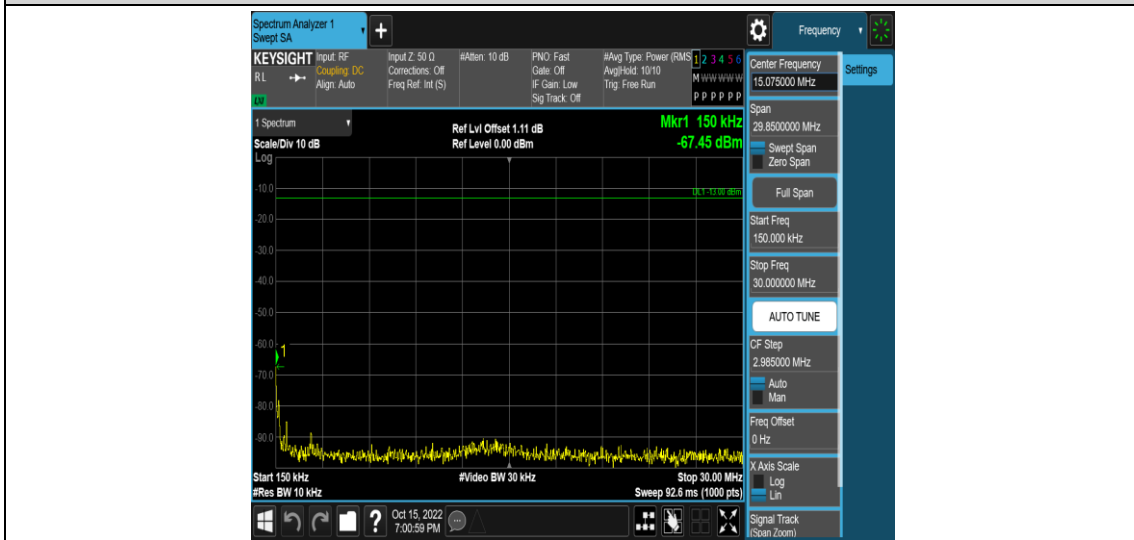 Spectrum Analyzer 1
Swept SA
+
Frequency
KEYSIGHT
RL
LXI
Input: RF
Coupling: DC
Align: Auto
Input Z: 50 Ω
Corrections: Off
Freq Ref: Int (S)
#Atten: 10 dB
PNO: Fast
Gate: Off
IF Gain: Low
Sig Track: Off
#Avg Type: Power (RMS
Avg|Hold: 10/10
Trig: Free Run
1 2 3 4 5 6
M W W W W W
P P P P P P
1 Spectrum
Scale/Div 10 dB
Log
Ref Lvl Offset 1.11 dB
Ref Level 0.00 dBm
Mkr1 150 kHz
-67.45 dBm
DL1 -13.00 dBm
-10.0
-20.0
-30.0
-40.0
-50.0
-60.0
1
-70.0
-80.0
-90.0
Start 150 kHz
#Res BW 10 kHz
#Video BW 30 kHz
Stop 30.00 MHz
Sweep 92.6 ms (1000 pts)
?
Oct 15, 2022
7:00:59 PM
Center Frequency
15.075000 MHz
Settings
Span
29.8500000 MHz
Swept Span
Zero Span
Full Span
Start Freq
150.000 kHz
Stop Freq
30.000000 MHz
AUTO TUNE
CF Step
2.985000 MHz
Auto
Man
Freq Offset
0 Hz
X Axis Scale
Log
Lin
Signal Track
(Span Zoom)